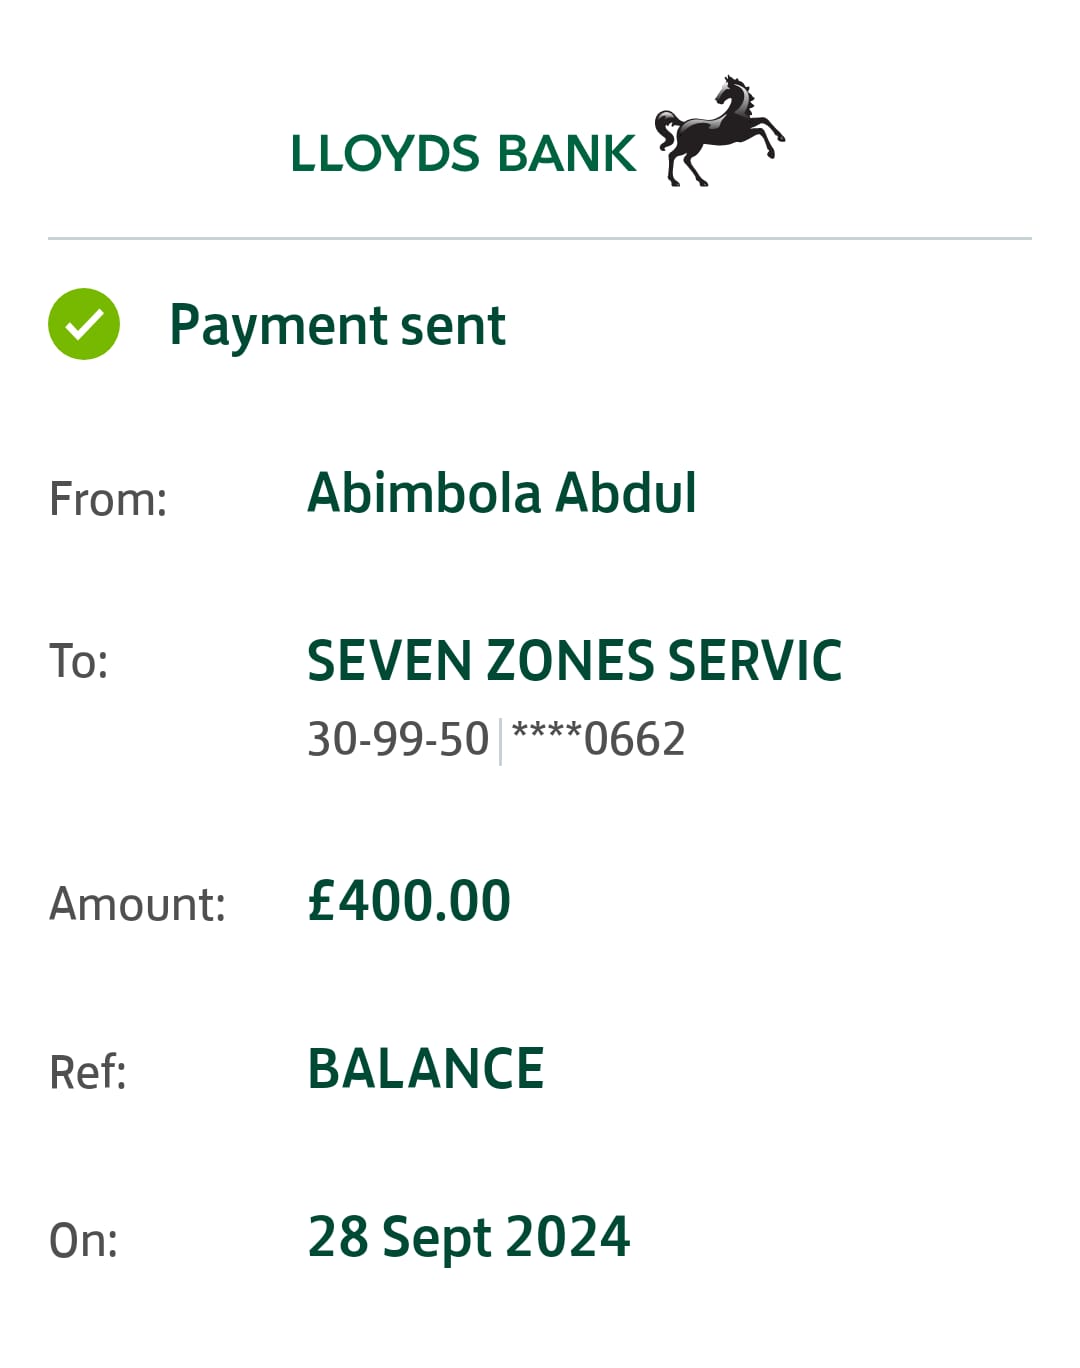 LLOYDS BANK
Payment sent
From: Abimbola Abdul
To: SEVEN ZONES SERVIC
30-99-50 | ****0662
Amount: £400.00
Ref: BALANCE
On: 28 Sept 2024